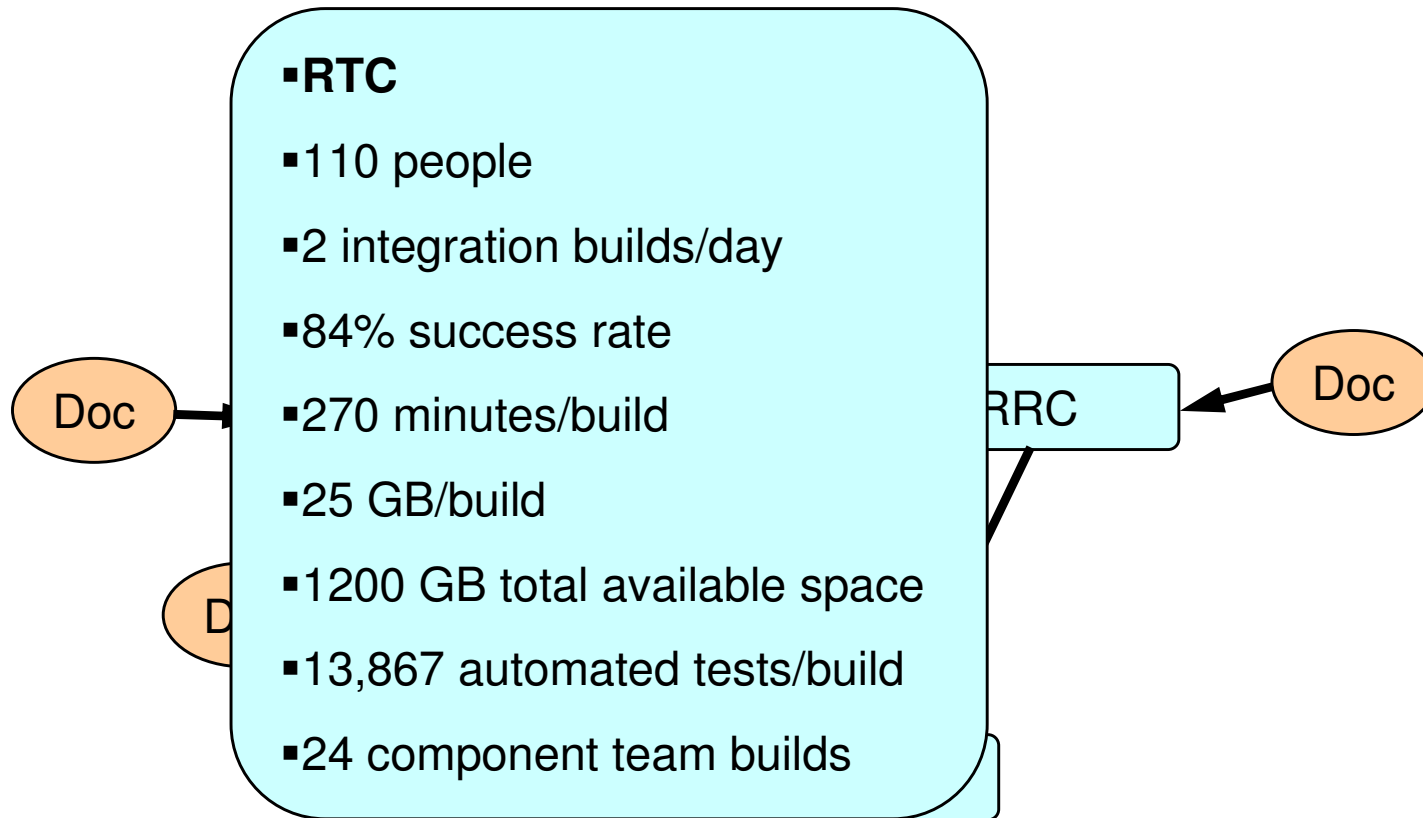 ▪RTC
▪110 people
▪2 integration builds/day
▪84% success rate
▪270 minutes/build
▪25 GB/build
▪1200 GB total available space
▪13,867 automated tests/build
▪24 component team builds
Doc
RRC
Doc